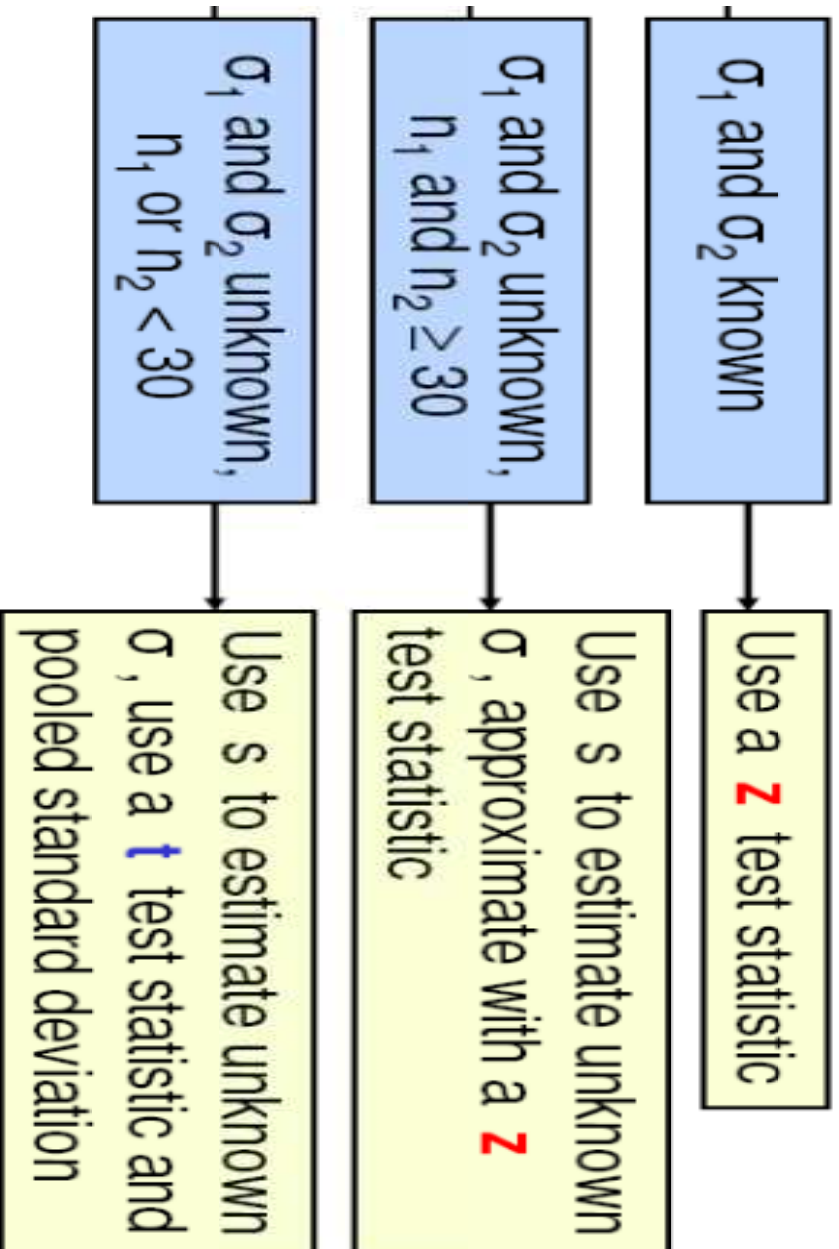 σ₁ and σ₂ known
Use a z test statistic
σ₁ and σ₂ unknown,
n₁ and n₂ ≥ 30
Use s to estimate unknown
σ , approximate with a z
test statistic
σ₁ and σ₂ unknown,
n₁ or n₂ < 30
Use s to estimate unknown
σ , use a t test statistic and
pooled standard deviation